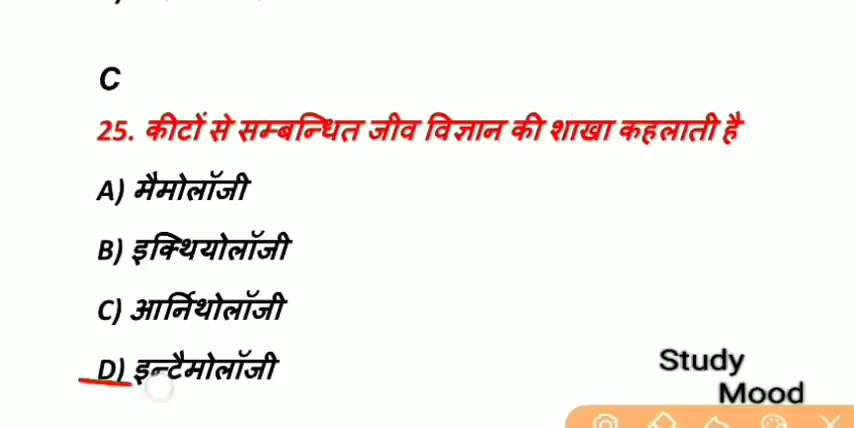 C
25. कीटों से सम्बन्धित जीव विज्ञान की शाखा कहलाती है
A) मैमोलॉजी
B) इक्थियोलॉजी
C) आर्निथोलॉजी
D) इन्टैमोलॉजी
Study
Mood